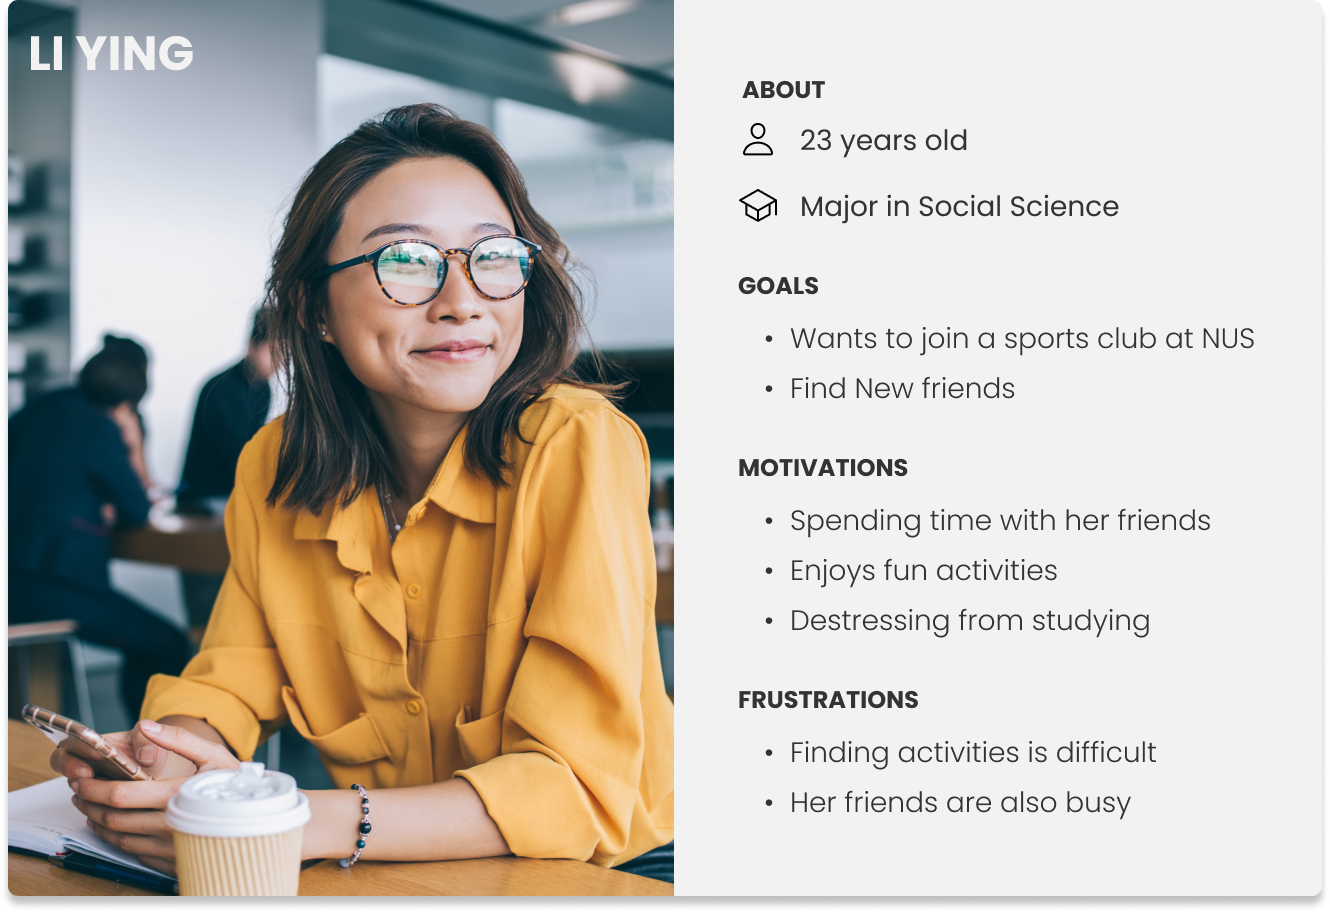 LI YING
ABOUT
23 years old
Major in Social Science
GOALS
• Wants to join a sports club at NUS
• Find New friends
MOTIVATIONS
• Spending time with her friends
• Enjoys fun activities
• Destressing from studying
FRUSTRATIONS
• Finding activities is difficult
• Her friends are also busy